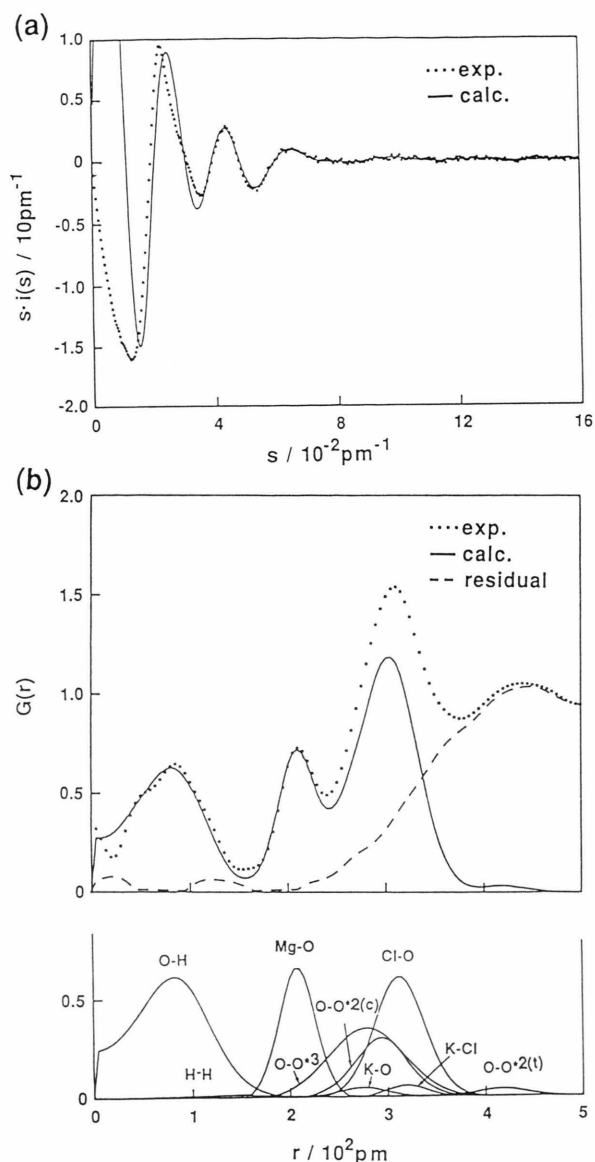 (a)
1.0
0.5
0
-0.5
-1.0
-1.5
-2.0
s·i(s) / 10pm⁻¹
exp.
calc.
0 4 8 12 16
s / 10⁻²pm⁻¹
(b)
2.0
1.5
1.0
0.5
0
G(r)
exp.
calc.
residual
O-H
Mg-O
Cl-O
O-O*2(c)
K-Cl
O-O*3
K-O
O-O*2(t)
H-H
0.5
0
0 1 2 3 4 5
r / 10²pm